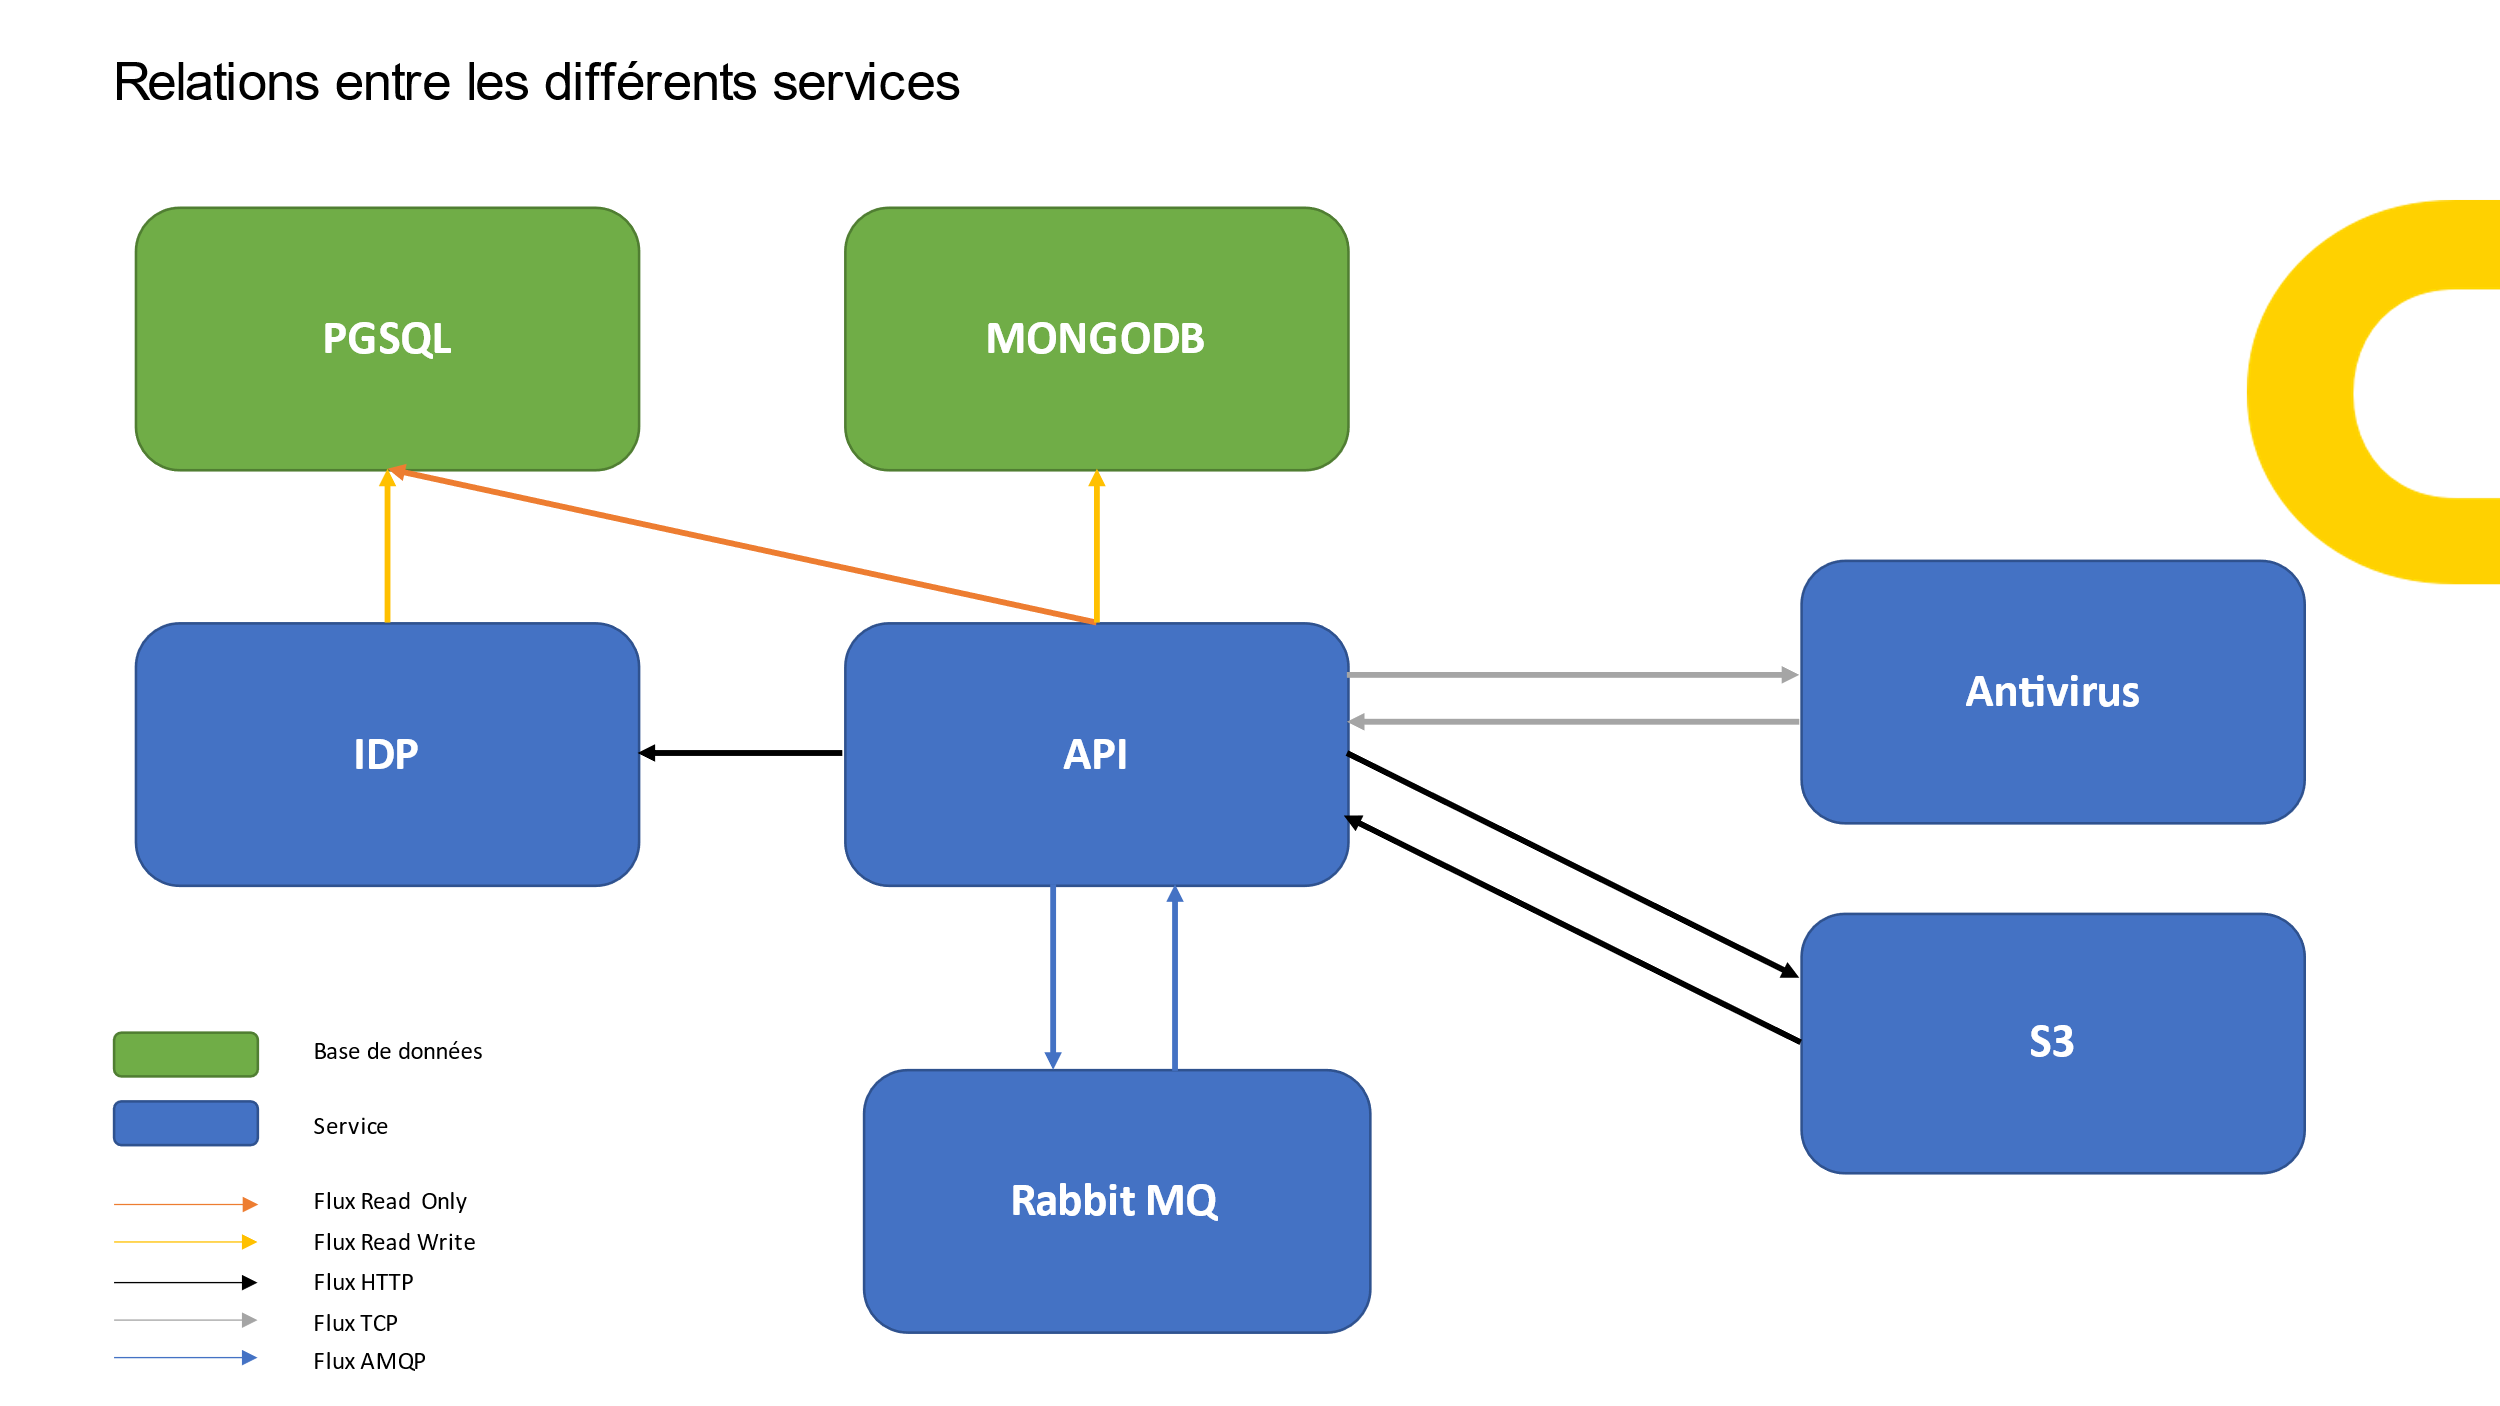 Relations entre les différents services
PGSQL
MONGODB
Antivirus
IDP
API
S3
Rabbit MQ
Base de données
Service
Flux Read  Only
Flux Read Write
Flux HTTP
Flux TCP
Flux AMQP